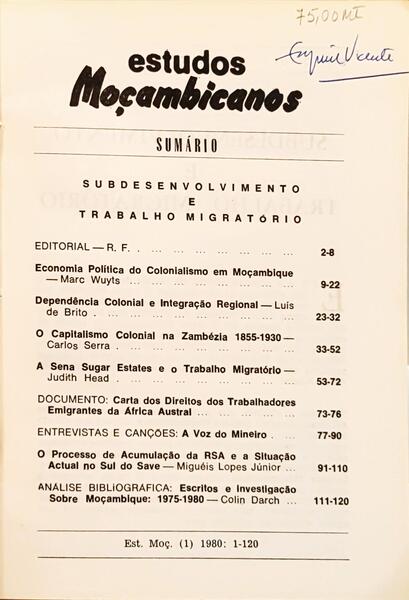 75,00MT
Vicente
estudos
Moçambicanos
SUMÁRIO
SUBDESENVOLVIMENTO
E
TRABALHO MIGRATÓRIO
EDITORIAL — R. F. . ... ... ... ... ... ... ... 2-8
Economia Política do Colonialismo em Moçambique
— Marc Wuyts ... ... ... ... ... ... ... ... 9-22
Dependência Colonial e Integração Regional — Luís
de Brito . ... ... ... ... ... ... ... ... ... 23-32
O Capitalismo Colonial na Zambézia 1855-1930 —
Carlos Serra . ... ... ... ... ... ... ... ... 33-52
A Sena Sugar Estates e o Trabalho Migratório —
Judith Head ... ... ... ... ... ... ... ... 53-72
DOCUMENTO: Carta dos Direitos dos Trabalhadores
Emigrantes da África Austral ... ... ... ... 73-76
ENTREVISTAS E CANÇÕES: A Voz do Mineiro . ... 77-90
O Processo de Acumulação da RSA e a Situação
Actual no Sul do Save — Miguéis Lopes Júnior ... 91-110
ANÁLISE BIBLIOGRÁFICA: Escritos e Investigação
Sobre Moçambique: 1975-1980 — Colin Darch ... 111-120
Est. Moç. (1) 1980: 1-120